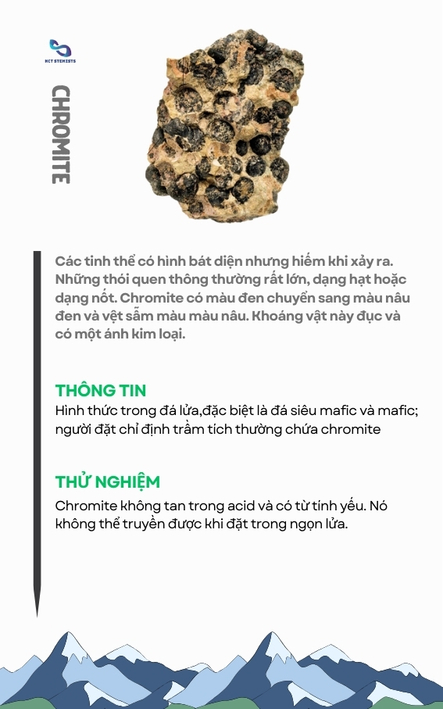 NCT STEMERTS
CHROMITE
Các tinh thể có hình bát diện nhưng hiếm khi xảy ra.
Những thói quen thông thường rất lớn, dạng hạt hoặc
dạng nốt. Chromite có màu đen chuyển sang màu nâu
đen và vệt sẫm màu màu nâu. Khoáng vật này đục và
có một ánh kim loại.
THÔNG TIN
Hình thức trong đá lửa,đặc biệt là đá siêu mafic và mafic;
người đặt chỉ định trầm tích thường chứa chromite
THỬ NGHIỆM
Chromite không tan trong acid và có từ tính yếu. Nó
không thể truyền được khi đặt trong ngọn lửa.